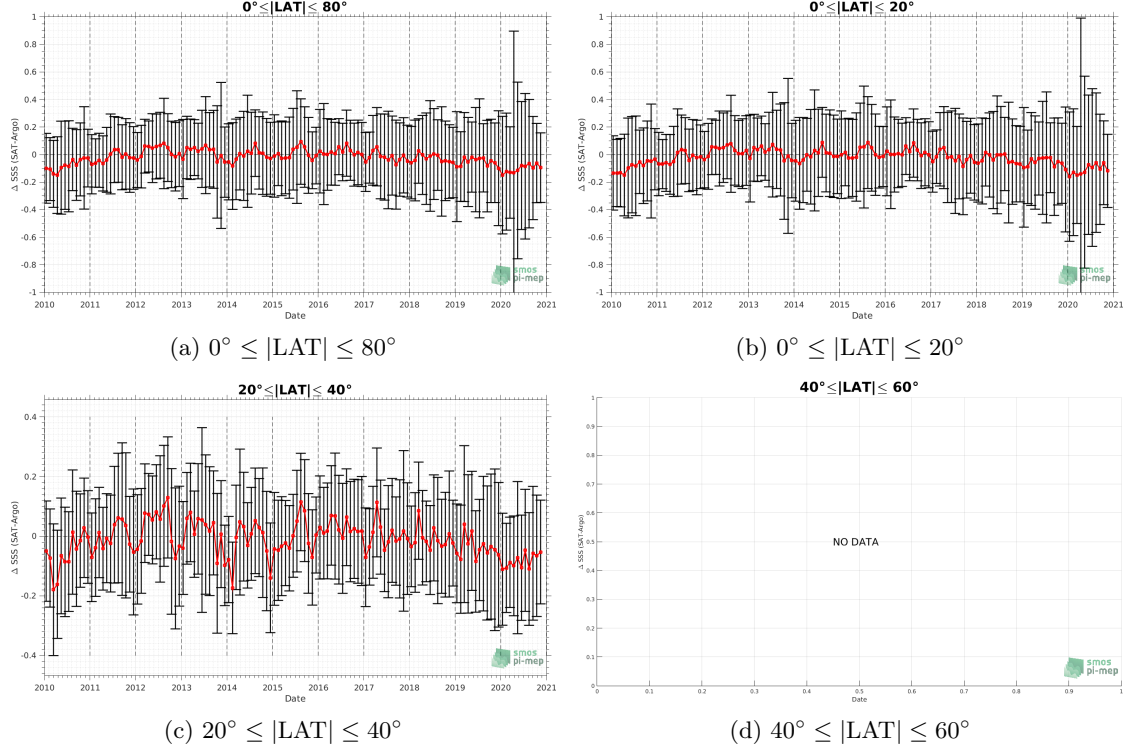 0°≤|LAT|≤ 80°
Δ SSS (SAT-Argo)
1
0.8
0.6
0.4
0.2
0
-0.2
-0.4
-0.6
-0.8
-1
2010 2011 2012 2013 2014 2015 2016 2017 2018 2019 2020 2021
Date
smos
pi-mep
(a) 0° ≤ |LAT| ≤ 80°
0°≤|LAT|≤ 20°
Δ SSS (SAT-Argo)
1
0.8
0.6
0.4
0.2
0
-0.2
-0.4
-0.6
-0.8
-1
2010 2011 2012 2013 2014 2015 2016 2017 2018 2019 2020 2021
Date
smos
pi-mep
(b) 0° ≤ |LAT| ≤ 20°
20°≤|LAT|≤ 40°
Δ SSS (SAT-Argo)
0.4
0.2
0
-0.2
-0.4
2010 2011 2012 2013 2014 2015 2016 2017 2018 2019 2020 2021
Date
smos
pi-mep
(c) 20° ≤ |LAT| ≤ 40°
40°≤|LAT|≤ 60°
Δ SSS (SAT-Argo)
1
0.9
0.8
0.7
0.6
0.5
0.4
0.3
0.2
0.1
0
NO DATA
0 0.1 0.2 0.3 0.4 0.5 0.6 0.7 0.8 0.9 1
Date
smos
pi-mep
(d) 40° ≤ |LAT| ≤ 60°